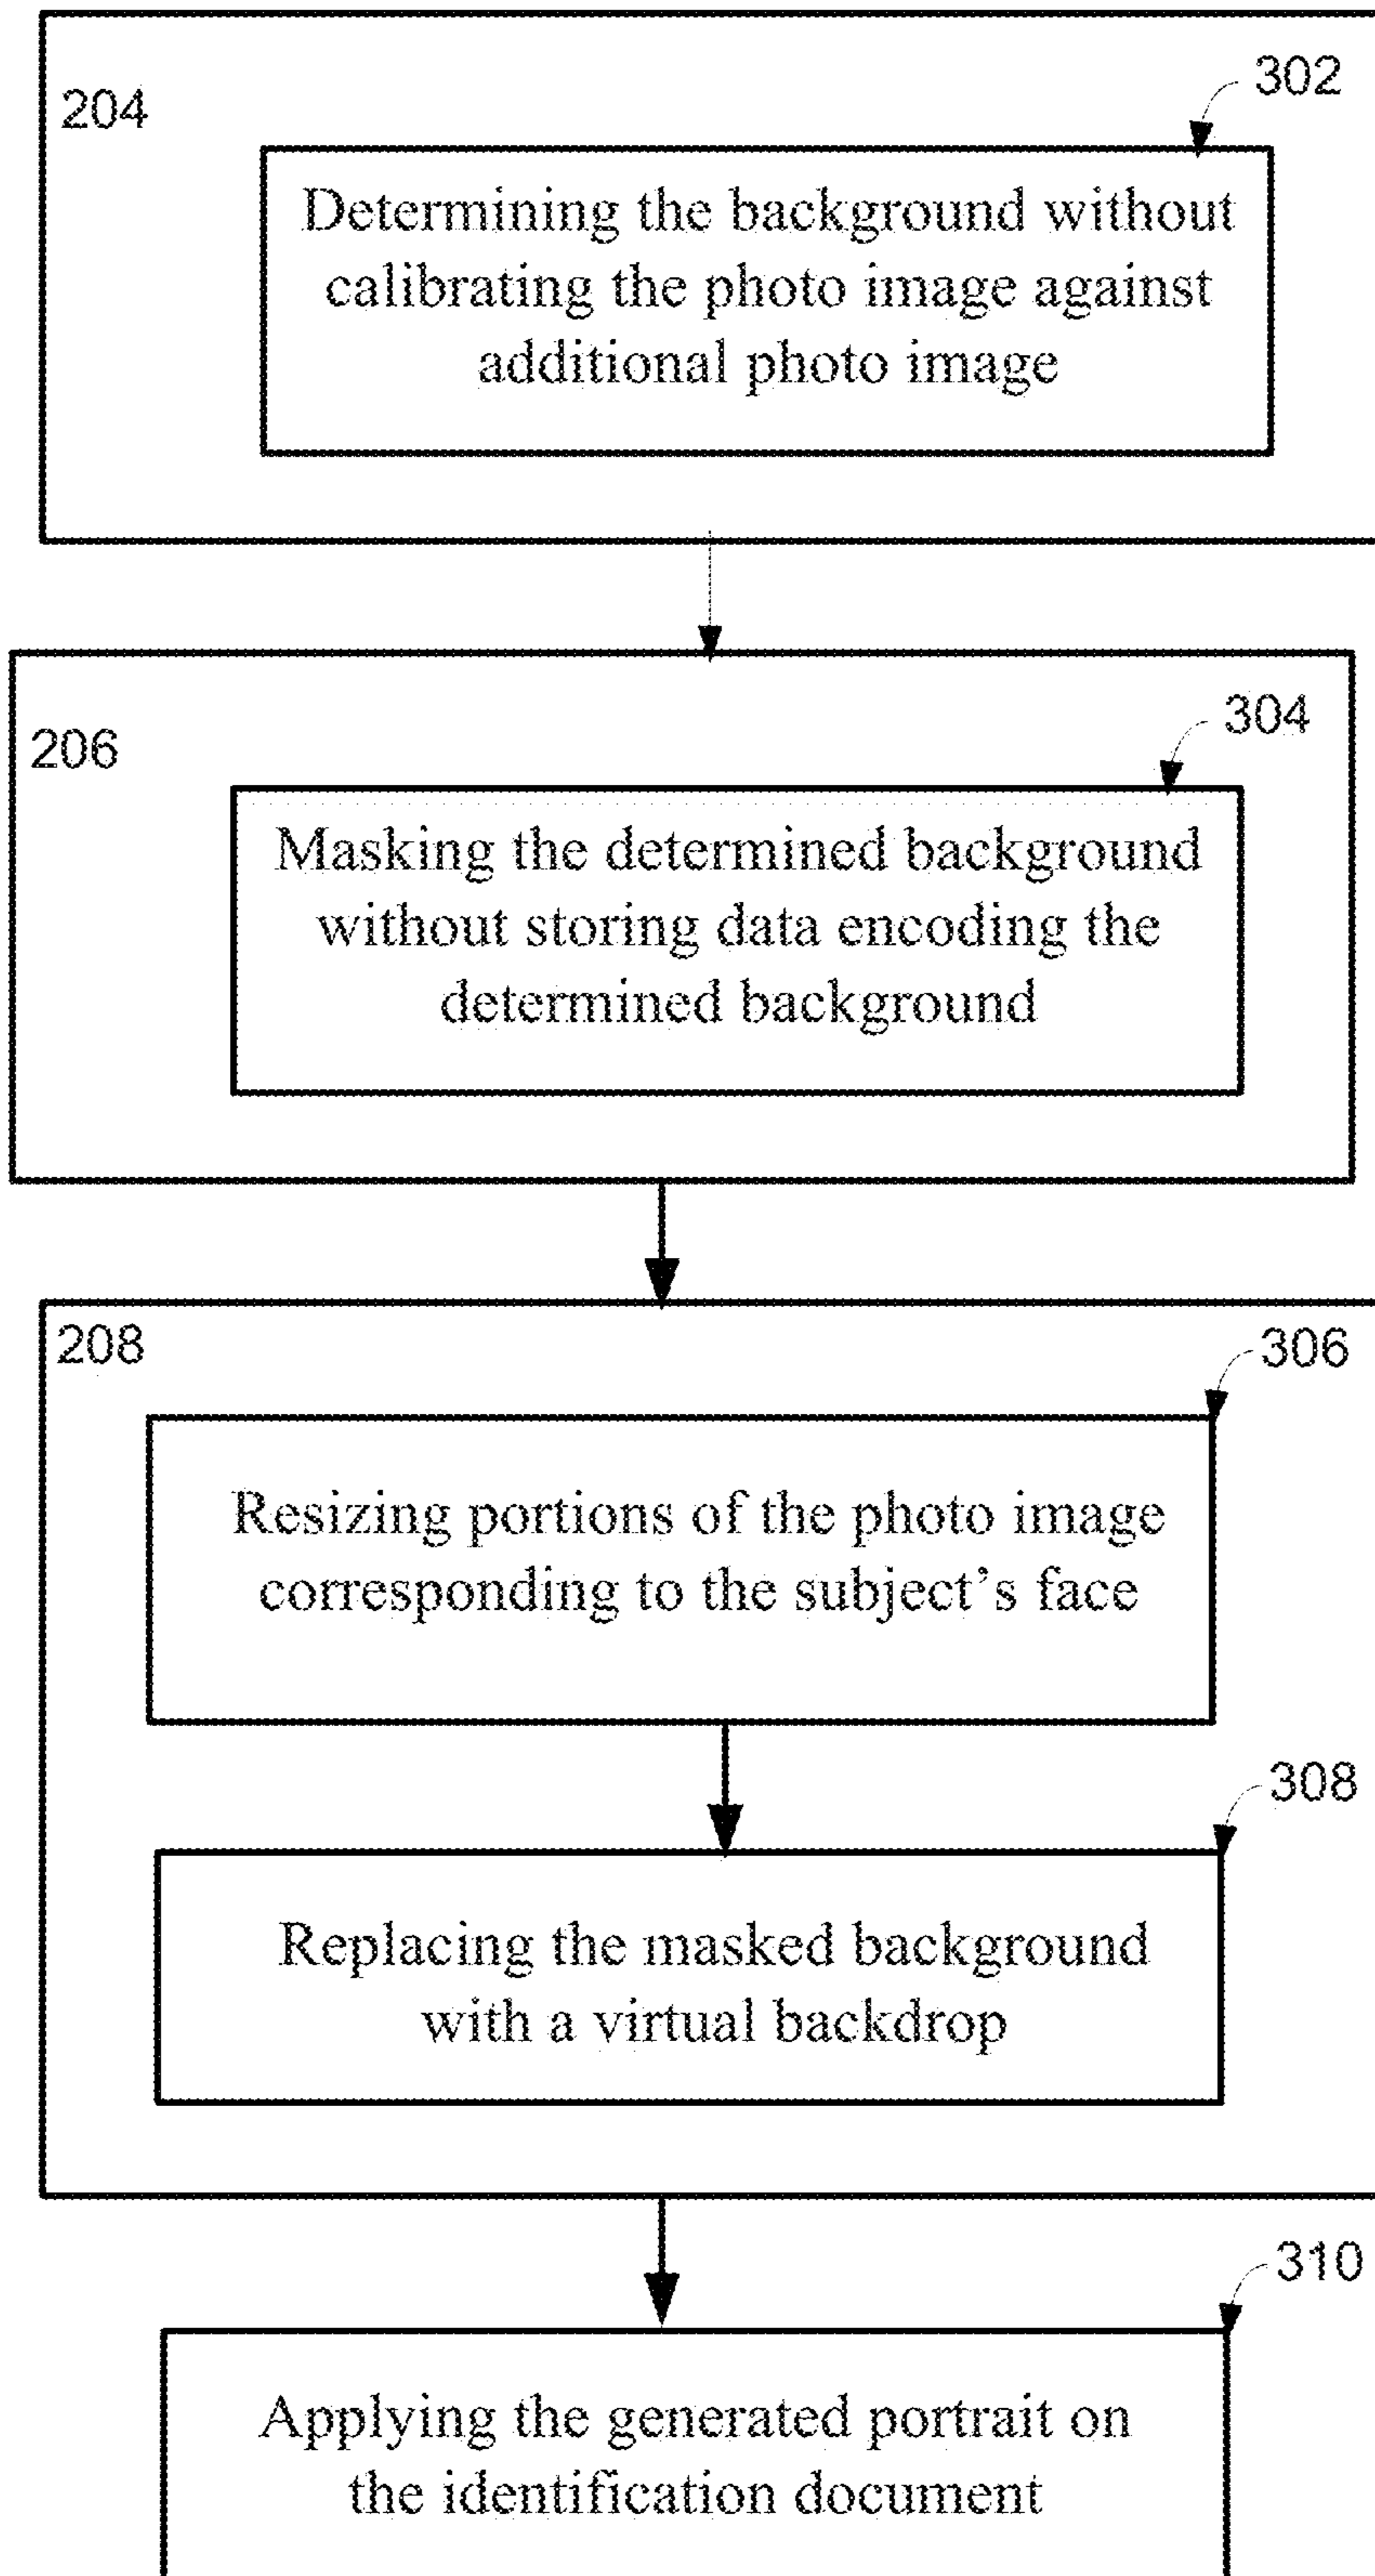 302
204
Determining the background without
calibrating the photo image against
additional photo image
304
206
Masking the determined background
without storing data encoding the
determined background
208
306
Resizing portions of the photo image
corresponding to the subject’s face
308
Replacing the masked background
with a virtual backdrop
310
Applying the generated portrait on
the identification document